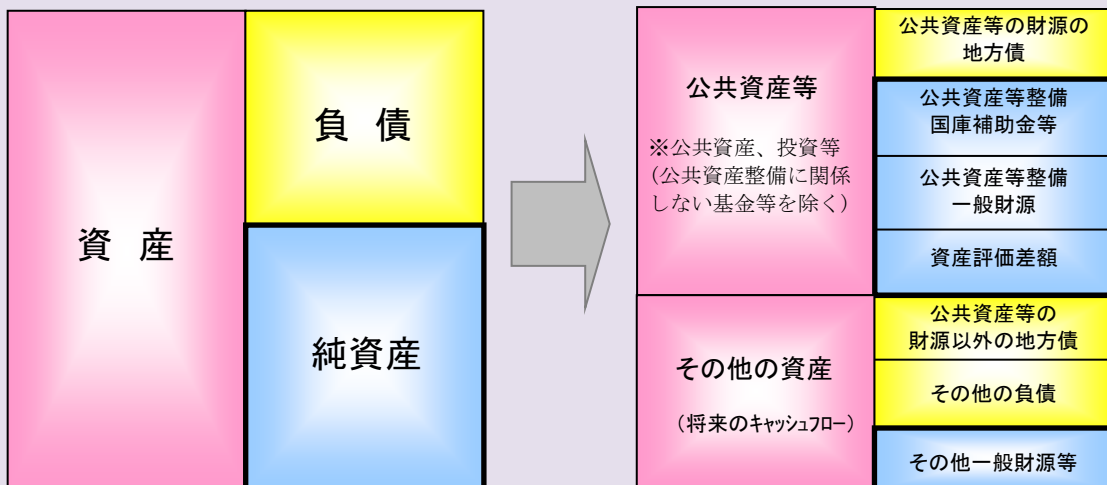 資 産
負 債
純資産
公共資産等
※公共資産、投資等
(公共資産整備に関係
しない基金等を除く)
その他の資産
(将来のキャッシュフロー)
公共資産等の財源の
地方債
公共資産等整備
国庫補助金等
公共資産等整備
一般財源
資産評価差額
公共資産等の
財源以外の地方債
その他の負債
その他一般財源等